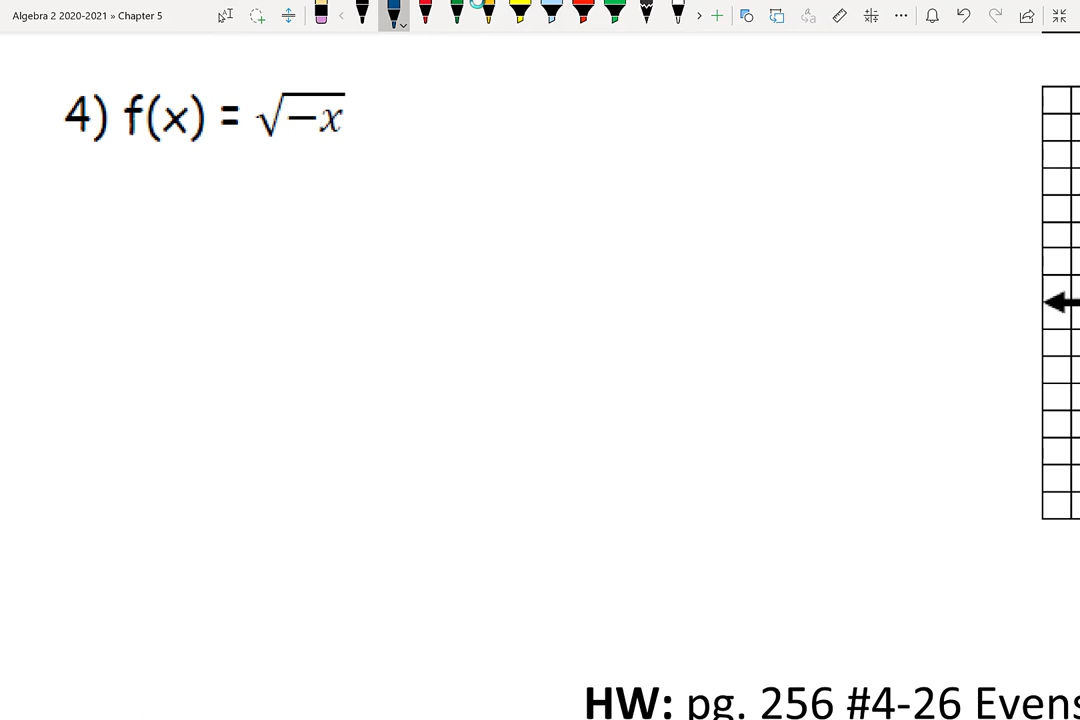 Algebra 2 2020-2021 » Chapter 5
4) f(x) = √−x
HW: pg. 256 #4-26 Evens